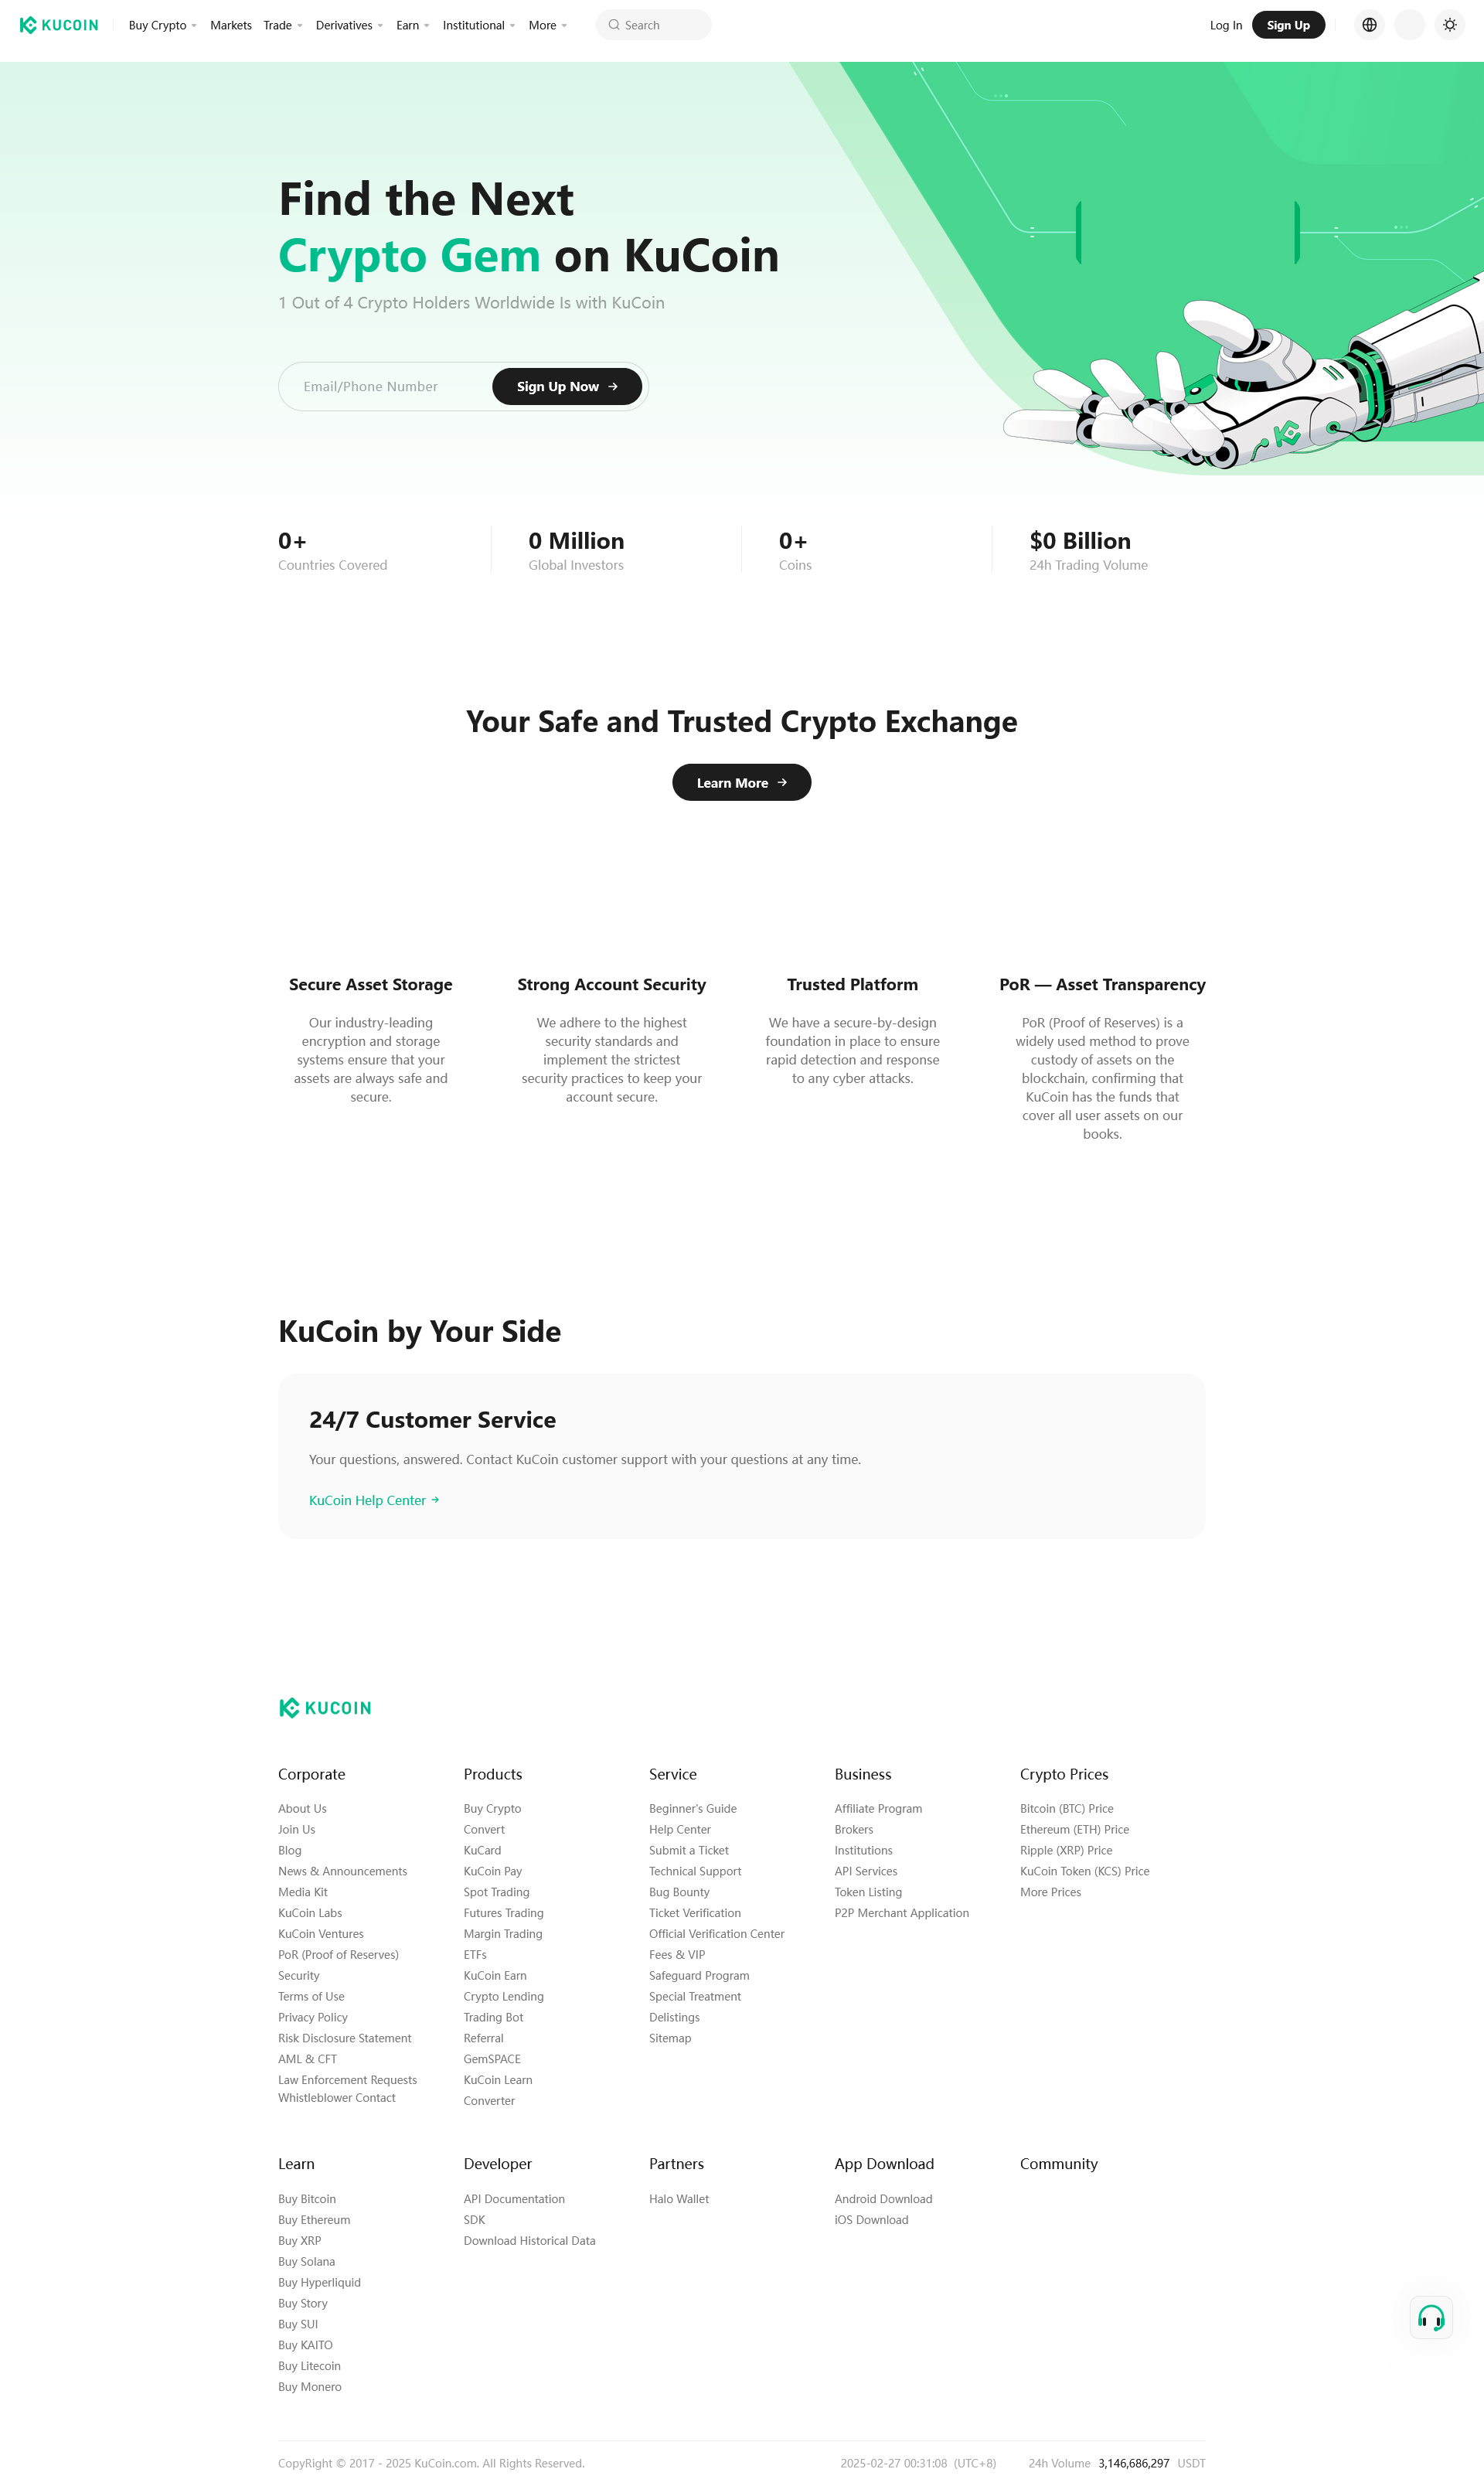 KUCOIN
Buy Crypto
Markets
Trade
Derivatives
Earn
Institutional
More
Search
Log In
Sign Up
Find the Next
Crypto Gem on KuCoin
1 Out of 4 Crypto Holders Worldwide Is with KuCoin
Email/Phone Number
Sign Up Now →
0+
Countries Covered
0 Million
Global Investors
0+
Coins
$0 Billion
24h Trading Volume
Your Safe and Trusted Crypto Exchange
Learn More →
Secure Asset Storage
Our industry-leading
encryption and storage
systems ensure that your
assets are always safe and
secure.
Strong Account Security
We adhere to the highest
security standards and
implement the strictest
security practices to keep your
account secure.
Trusted Platform
We have a secure-by-design
foundation in place to ensure
rapid detection and response
to any cyber attacks.
PoR — Asset Transparency
PoR (Proof of Reserves) is a
widely used method to prove
custody of assets on the
blockchain, confirming that
KuCoin has the funds that
cover all user assets on our
books.
KuCoin by Your Side
24/7 Customer Service
Your questions, answered. Contact KuCoin customer support with your questions at any time.
KuCoin Help Center →
KUCOIN
Corporate
About Us
Join Us
Blog
News & Announcements
Media Kit
KuCoin Labs
KuCoin Ventures
PoR (Proof of Reserves)
Security
Terms of Use
Privacy Policy
Risk Disclosure Statement
AML & CFT
Law Enforcement Requests
Whistleblower Contact
Products
Buy Crypto
Convert
KuCard
KuCoin Pay
Spot Trading
Futures Trading
Margin Trading
ETFs
KuCoin Earn
Crypto Lending
Trading Bot
Referral
GemSPACE
KuCoin Learn
Converter
Service
Beginner's Guide
Help Center
Submit a Ticket
Technical Support
Bug Bounty
Ticket Verification
Official Verification Center
Fees & VIP
Safeguard Program
Special Treatment
Delistings
Sitemap
Business
Affiliate Program
Brokers
Institutions
API Services
Token Listing
P2P Merchant Application
Crypto Prices
Bitcoin (BTC) Price
Ethereum (ETH) Price
Ripple (XRP) Price
KuCoin Token (KCS) Price
More Prices
Learn
Buy Bitcoin
Buy Ethereum
Buy XRP
Buy Solana
Buy Hyperliquid
Buy Story
Buy SUI
Buy KAITO
Buy Litecoin
Buy Monero
Developer
API Documentation
SDK
Download Historical Data
Partners
Halo Wallet
App Download
Android Download
iOS Download
Community
CopyRight © 2017 - 2025 KuCoin.com. All Rights Reserved.
2025-02-27 00:31:08 (UTC+8)
24h Volume 3,146,686,297 USDT